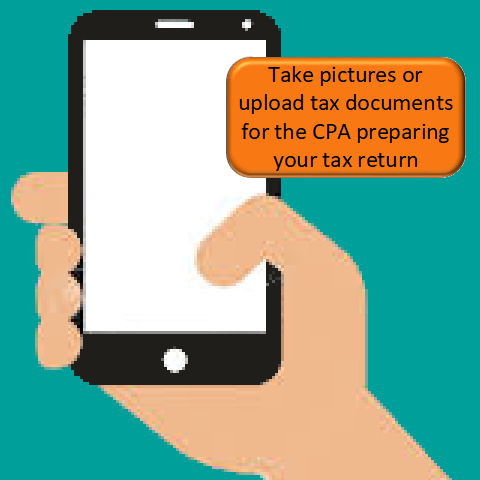 Take pictures or
upload tax documents
for the CPA preparing
your tax return